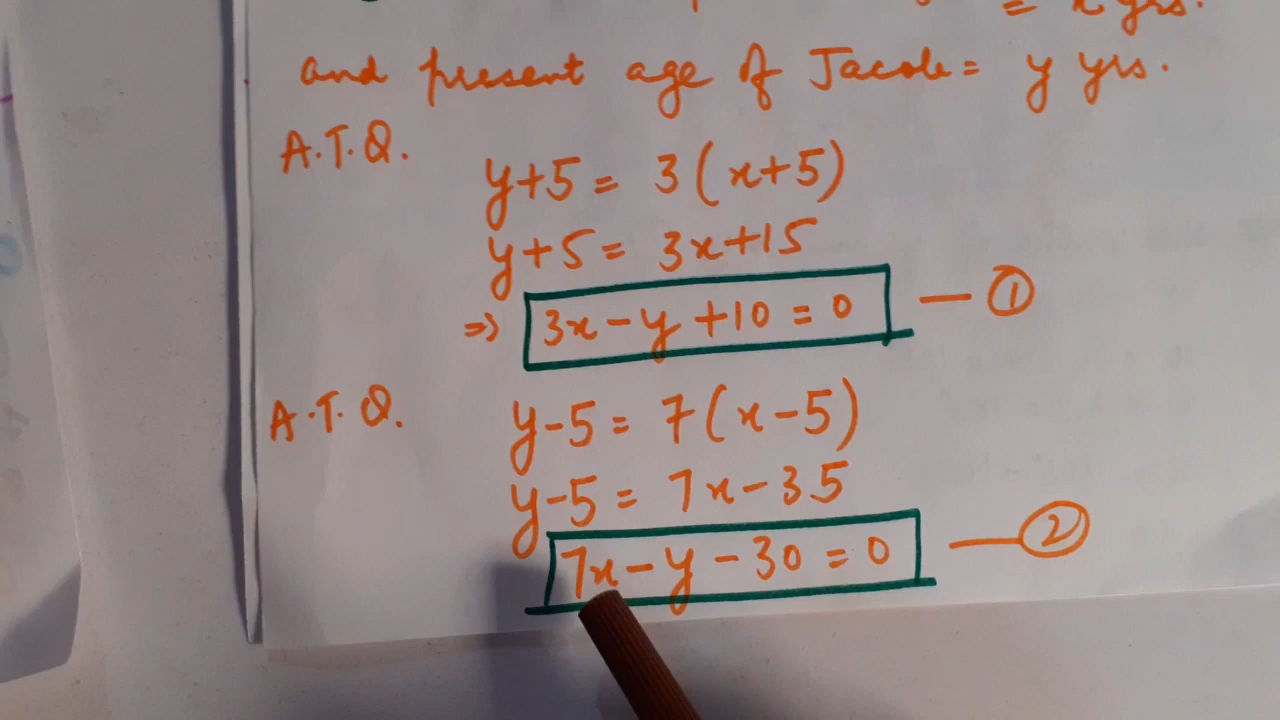 = x yrs.
and present age of Jacob = y yrs.
A.T.Q.
y+5 = 3(x+5)
y+5 = 3x+15
⇒ 3x-y+10 = 0 — ①
A.T.Q.
y-5 = 7(x-5)
y-5 = 7x-35
7x-y-30 = 0 — ②